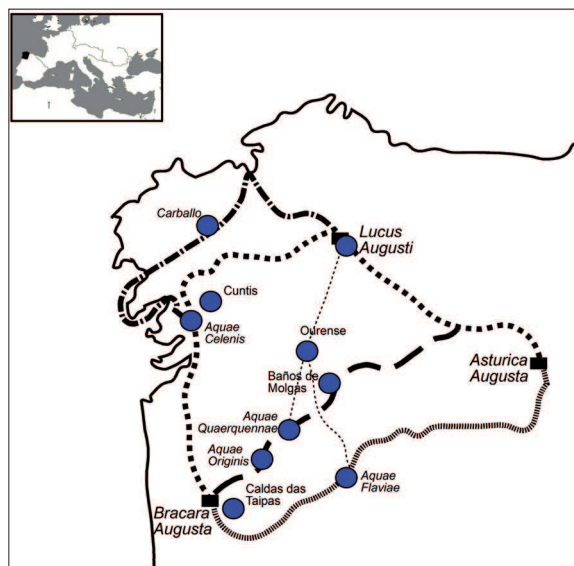 Carballo
Lucus
Augusti
Cuntis
Aquae
Celenis
Ourense
Baños de
Molgas
Asturica
Augusta
Aquae
Quaerquennae
Aquae
Originis
Aquae
Flaviae
Caldas das
Taipas
Bracara
Augusta